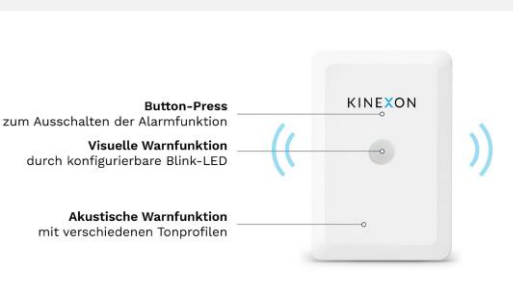 KINEXON
Button-Press
zum Ausschalten der Alarmfunktion
Visuelle Warnfunktion
durch konfigurierbare Blink-LED
Akustische Warnfunktion
mit verschiedenen Tonprofilen